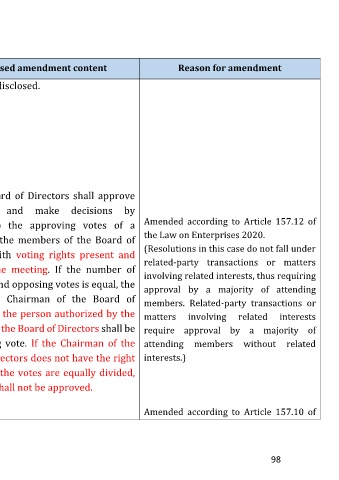 sed amendment content
Reason for amendment
disclosed.
ard of Directors shall approve
and make decisions by
the approving votes of a
the members of the Board of
ith voting rights present and
e meeting. If the number of
nd opposing votes is equal, the
Chairman of the Board of
the person authorized by the
the Board of Directors shall be
g vote. If the Chairman of the
rectors does not have the right
the votes are equally divided,
hall not be approved.
Amended according to Article 157.12 of
the Law on Enterprises 2020.
(Resolutions in this case do not fall under
related-party transactions or matters
involving related interests, thus requiring
approval by a majority of attending
members. Related-party transactions or
matters involving related interests
require approval by a majority of
attending members without related
interests.)
Amended according to Article 157.10 of
98